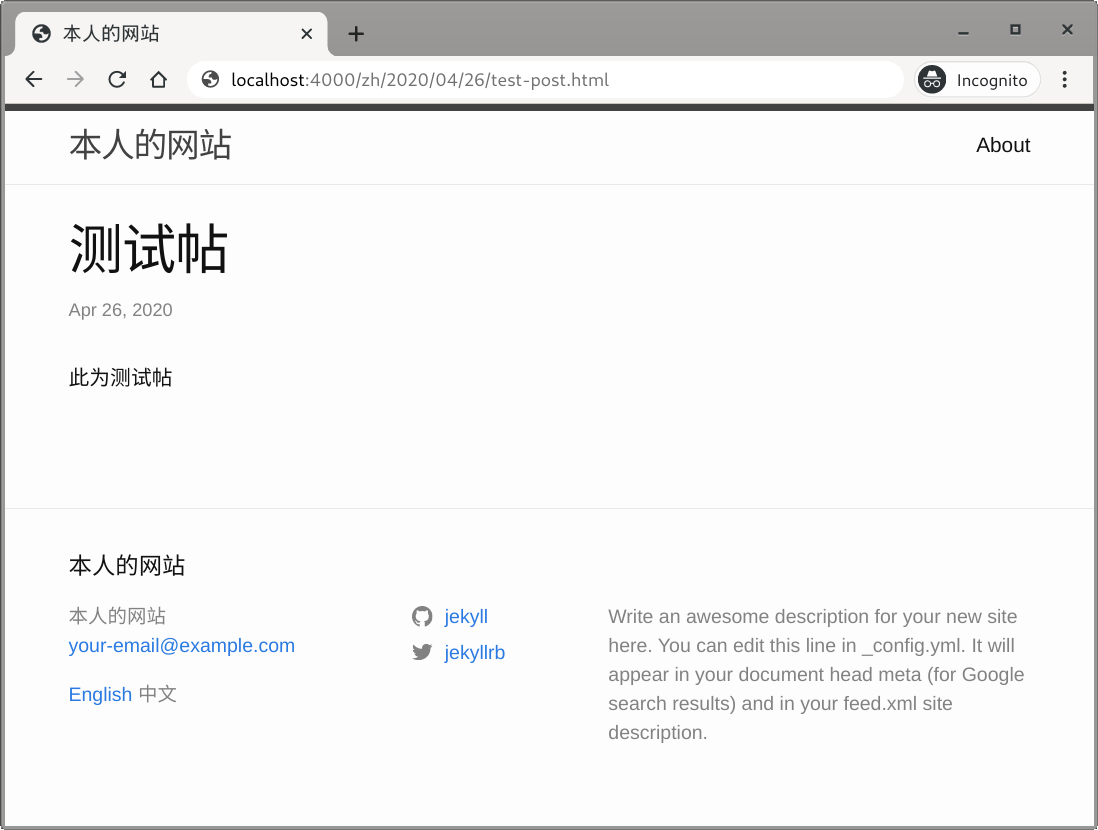 本人的网站
localhost:4000/zh/2020/04/26/test-post.html
Incognito
本人的网站
About
测试帖
Apr 26, 2020
此为测试帖
本人的网站
本人的网站
your-email@example.com
English 中文
jekyll
jekyllrb
Write an awesome description for your new site
here. You can edit this line in _config.yml. It will
appear in your document head meta (for Google
search results) and in your feed.xml site
description.